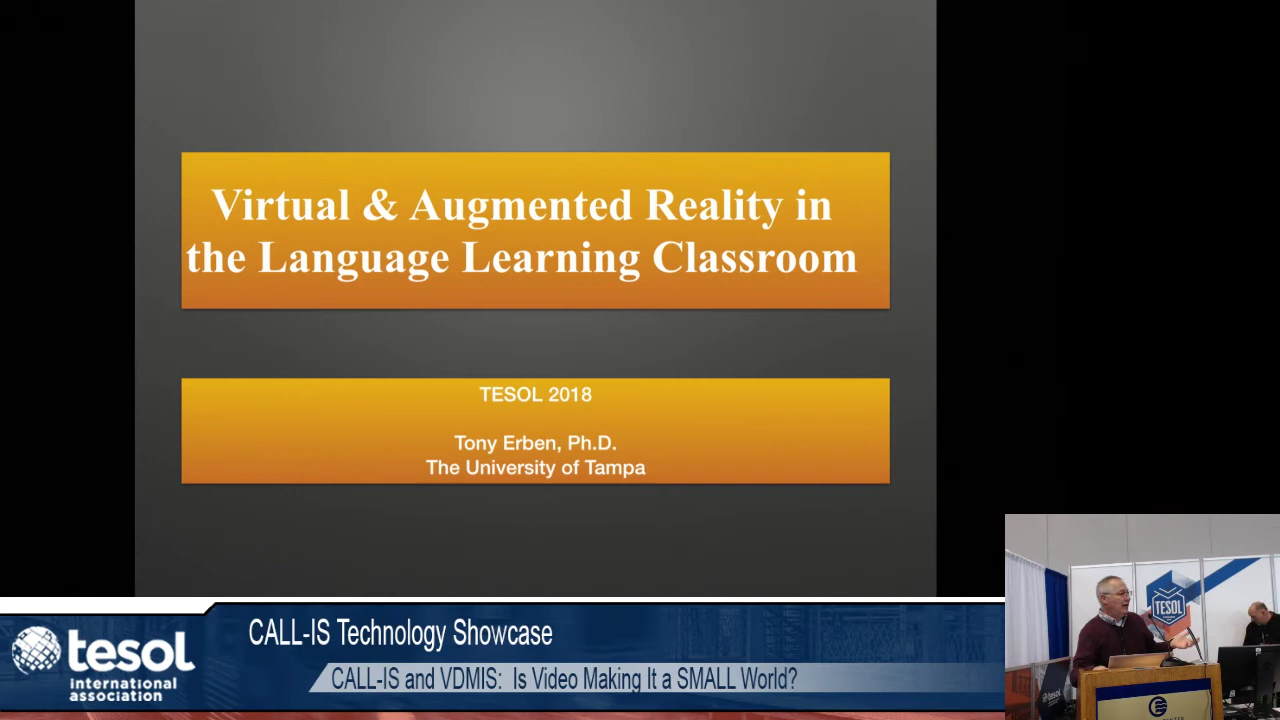 Virtual & Augmented Reality in
the Language Learning Classroom
TESOL 2018
Tony Erben, Ph.D.
The University of Tampa
CALL-IS Technology Showcase
CALL-IS and VDMIS: Is Video Making It a SMALL World?
tesol
international
association
TESOL